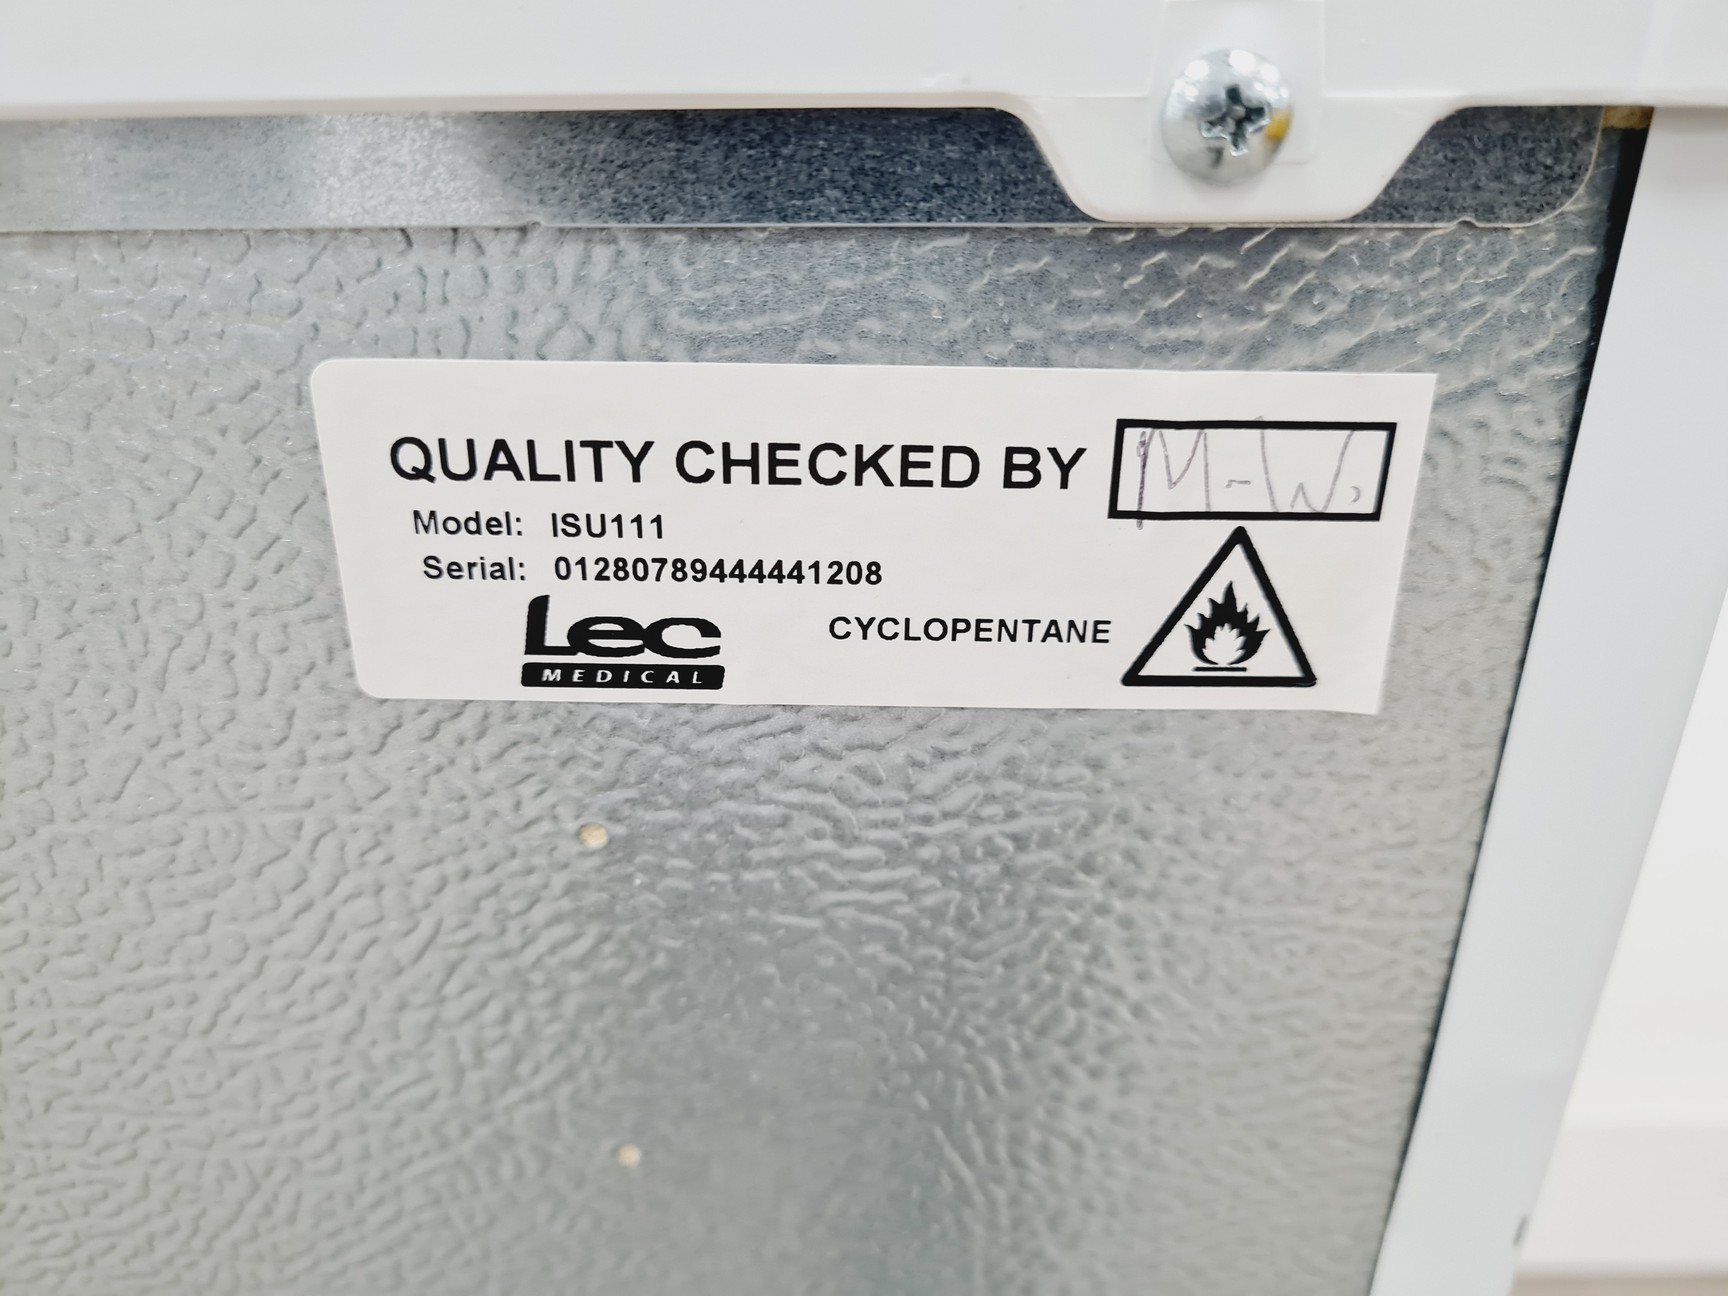 QUALITY CHECKED BY M-W.
Model: ISU111
Serial: 01280789444441208
Lec
MEDICAL
CYCLOPENTANE